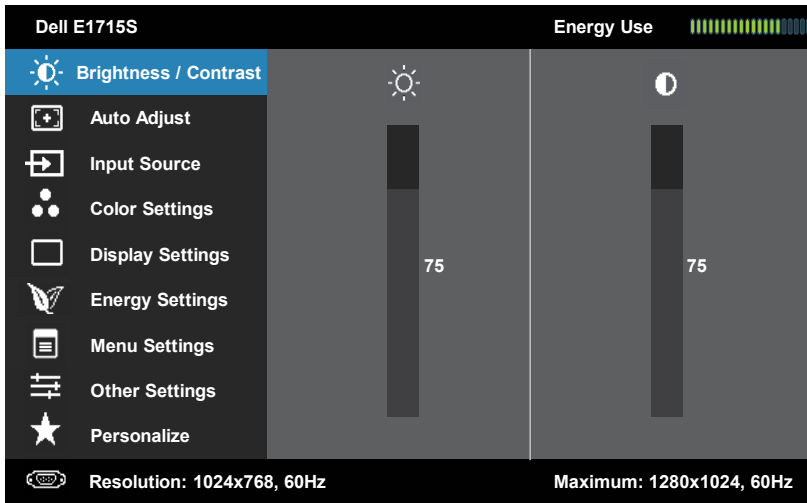 Dell E1715S
Energy Use
Brightness / Contrast
Auto Adjust
Input Source
Color Settings
Display Settings
75
75
Energy Settings
Menu Settings
Other Settings
Personalize
Resolution: 1024x768, 60Hz
Maximum: 1280x1024, 60Hz